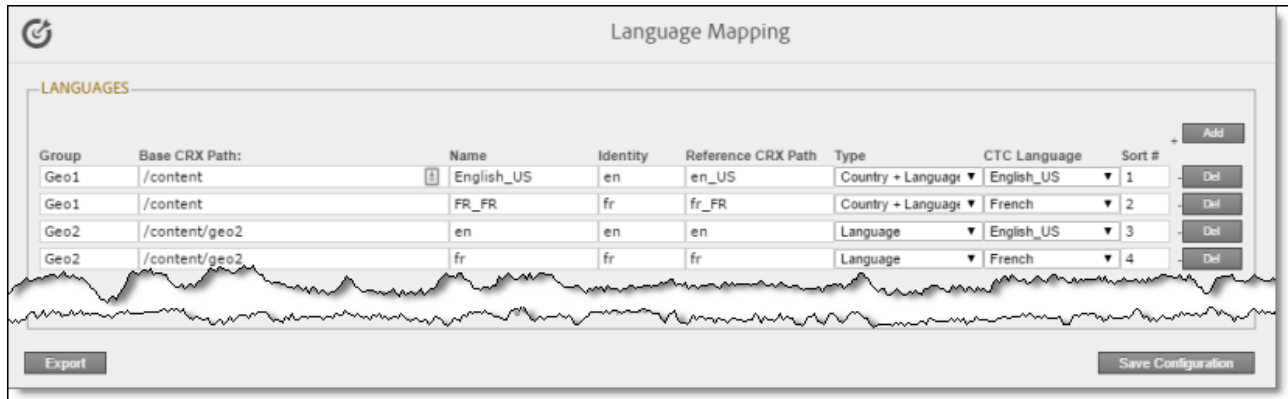 Language Mapping
LANGUAGES
+ Add
Group Base CRX Path: Name Identity Reference CRX Path Type CTC Language Sort #
Geo1 /content English_US en en_US Country + Language English_US 1 - Del
Geo1 /content FR_FR fr fr_FR Country + Language French 2 - Del
Geo2 /content/geo2 en en en Language English_US 3 - Del
Geo2 /content/geo2 fr fr fr Language French 4 - Del
Export Save Configuration